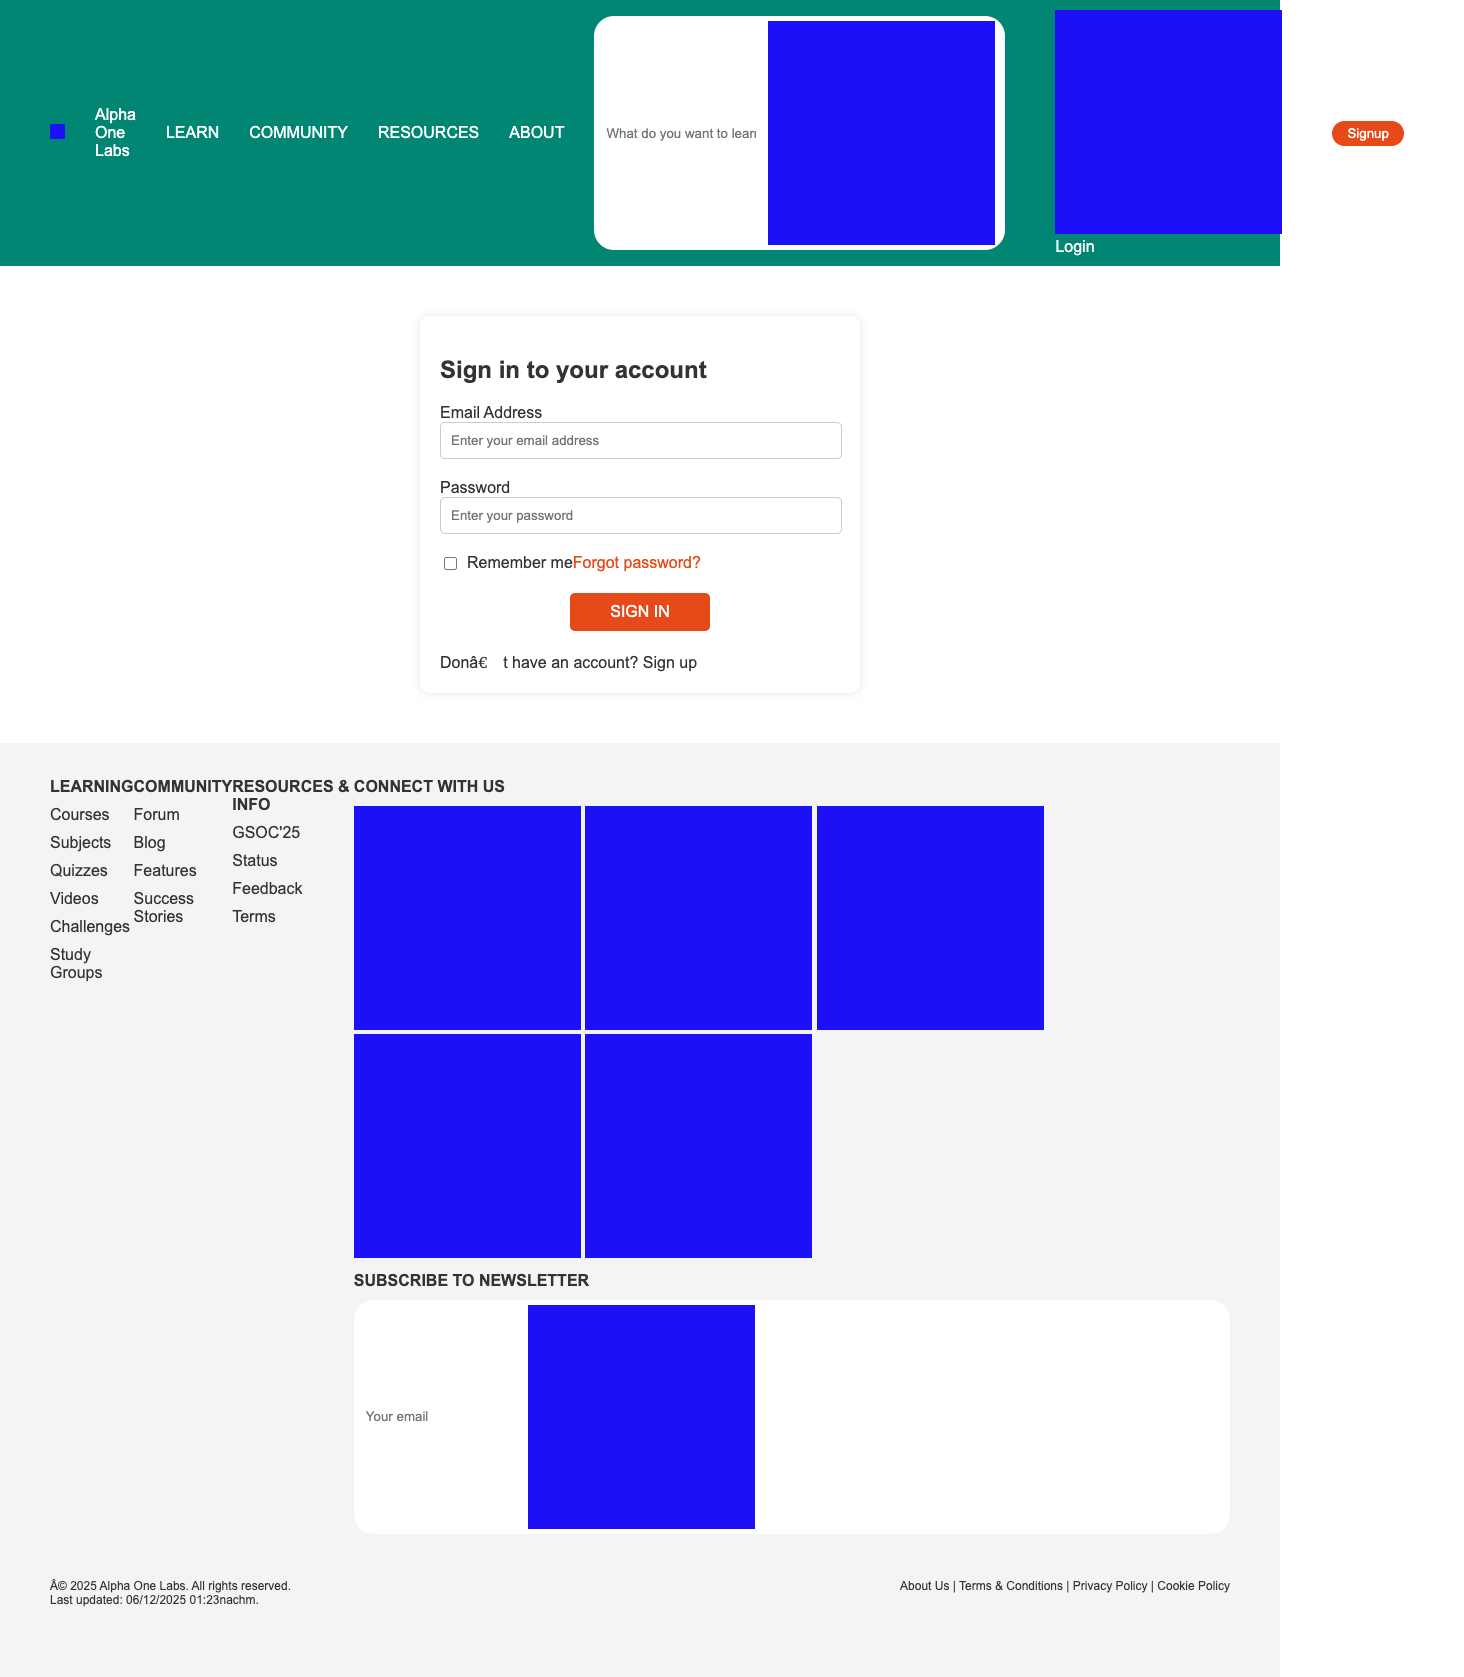 Alpha
One
Labs
LEARN
COMMUNITY
RESOURCES
ABOUT
What do you want to learn
Login
Signup
Sign in to your account
Email Address
Enter your email address
Password
Enter your password
Remember meForgot password?
SIGN IN
Donâ€ t have an account? Sign up
LEARNING
Courses
Subjects
Quizzes
Videos
Challenges
Study
Groups
COMMUNITY
Forum
Blog
Features
Success
Stories
RESOURCES &
INFO
GSOC'25
Status
Feedback
Terms
CONNECT WITH US
SUBSCRIBE TO NEWSLETTER
Your email
Â© 2025 Alpha One Labs. All rights reserved.
Last updated: 06/12/2025 01:23nachm.
About Us | Terms & Conditions | Privacy Policy | Cookie Policy